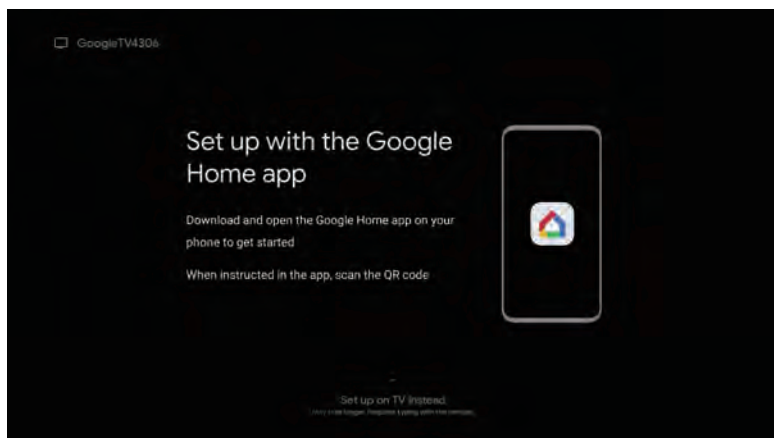 GoogleTV4306
Set up with the Google
Home app
Download and open the Google Home app on your
phone to get started
When instructed in the app, scan the QR code
Set up on TV instead